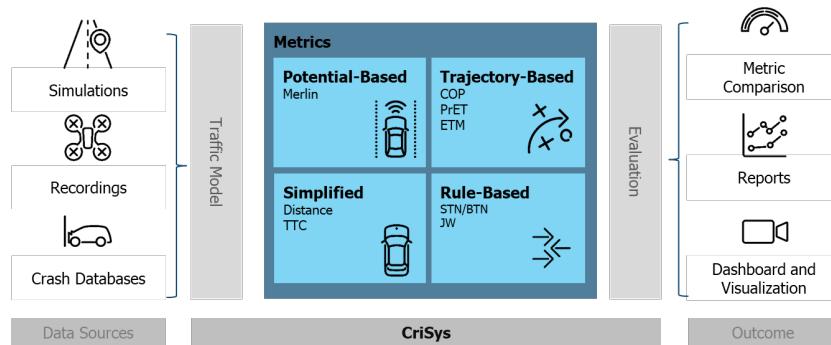 Simulations
Recordings
Crash Databases
Data Sources
Traffic Model
Metrics
Potential-Based
Merlin
Trajectory-Based
COP
PrET
ETM
Simplified
Distance
TTC
Rule-Based
STN/BTN
JW
CriSys
Evaluation
Metric
Comparison
Reports
Dashboard and
Visualization
Outcome